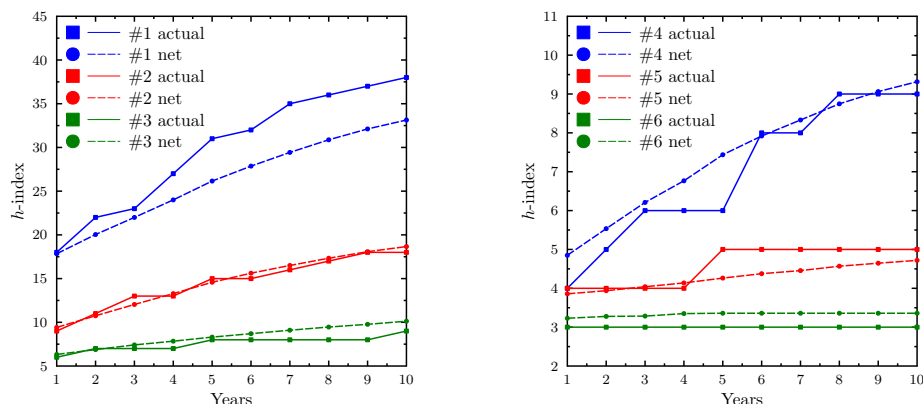 45
40
35
30
25
20
15
10
5
h-index
#1 actual
#1 net
#2 actual
#2 net
#3 actual
#3 net
1 2 3 4 5 6 7 8 9 10
Years
11
10
9
8
7
6
5
4
3
2
h-index
#4 actual
#4 net
#5 actual
#5 net
#6 actual
#6 net
1 2 3 4 5 6 7 8 9 10
Years